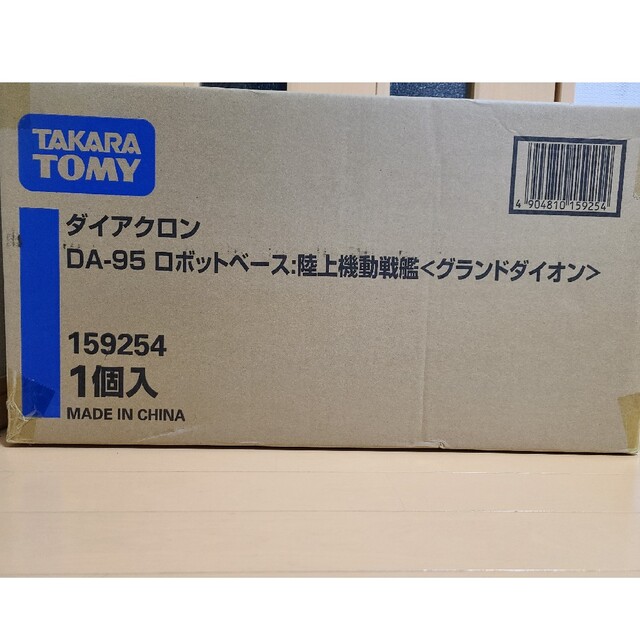 TAKARA
TOMY
4 904810 159254
ダイアクロン
DA-95 ロボットベース:陸上機動戦艦<グランドダイオン>
159254
1個入
MADE IN CHINA